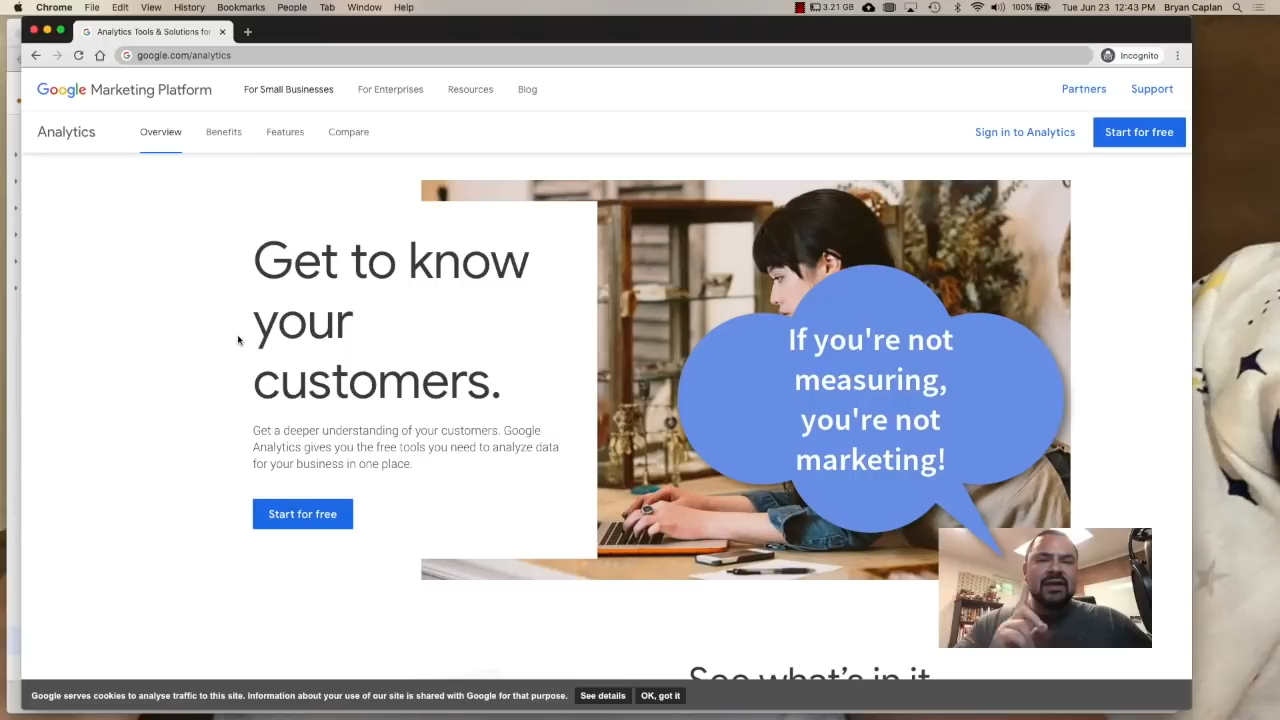 Chrome File Edit View History Bookmarks People Tab Window Help 3.21 GB 100% Tue Jun 23 12:43 PM Bryan Caplan
Analytics Tools & Solutions for
google.com/analytics Incognito
Google Marketing Platform For Small Businesses For Enterprises Resources Blog Partners Support
Analytics Overview Benefits Features Compare Sign in to Analytics Start for free
Get to know
your
customers.
Get a deeper understanding of your customers. Google
Analytics gives you the free tools you need to analyze data
for your business in one place.
Start for free
If you're not
measuring,
you're not
marketing!
See what's in it
Google serves cookies to analyse traffic to this site. Information about your use of our site is shared with Google for that purpose. See details OK, got it